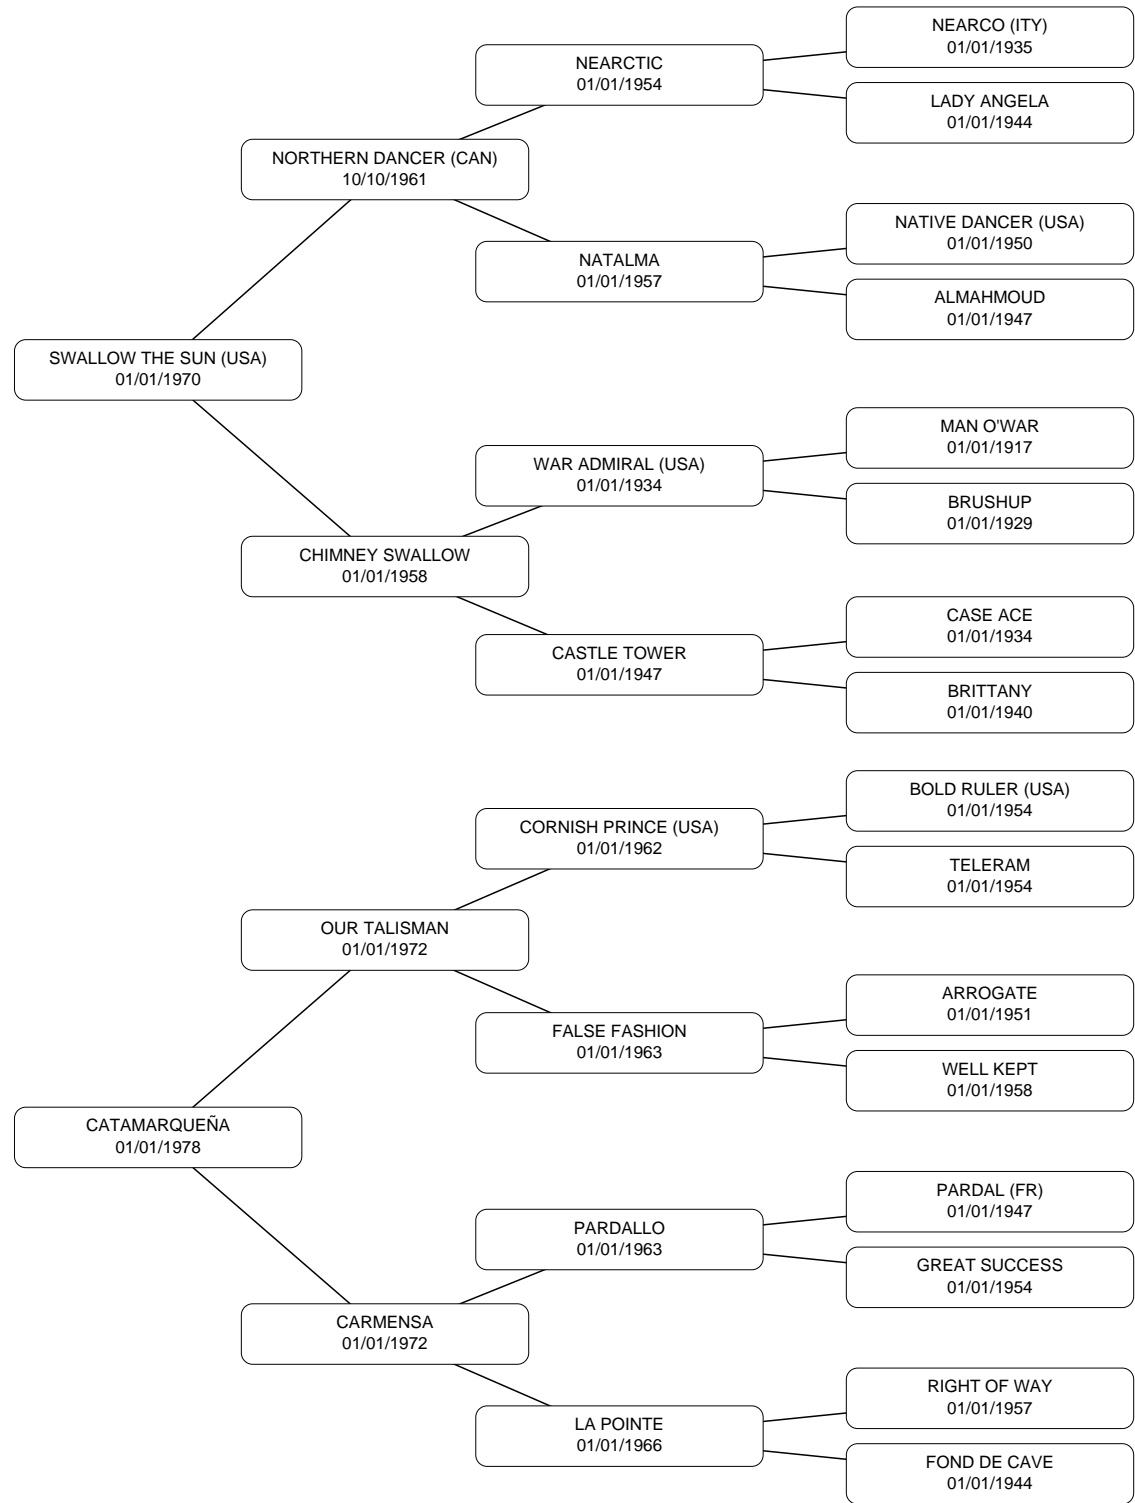 NEARCO (ITY)
01/01/1935
NEARCTIC
01/01/1954
LADY ANGELA
01/01/1944
NORTHERN DANCER (CAN)
10/10/1961
NATIVE DANCER (USA)
01/01/1950
NATALMA
01/01/1957
ALMAHMOUD
01/01/1947
SWALLOW THE SUN (USA)
01/01/1970
MAN O'WAR
01/01/1917
WAR ADMIRAL (USA)
01/01/1934
BRUSHUP
01/01/1929
CHIMNEY SWALLOW
01/01/1958
CASE ACE
01/01/1934
CASTLE TOWER
01/01/1947
BRITTANY
01/01/1940
BOLD RULER (USA)
01/01/1954
CORNISH PRINCE (USA)
01/01/1962
TELERAM
01/01/1954
OUR TALISMAN
01/01/1972
ARROGATE
01/01/1951
FALSE FASHION
01/01/1963
WELL KEPT
01/01/1958
CATAMARQUEÑA
01/01/1978
PARDAL (FR)
01/01/1947
PARDALLO
01/01/1963
GREAT SUCCESS
01/01/1954
CARMENSA
01/01/1972
RIGHT OF WAY
01/01/1957
LA POINTE
01/01/1966
FOND DE CAVE
01/01/1944